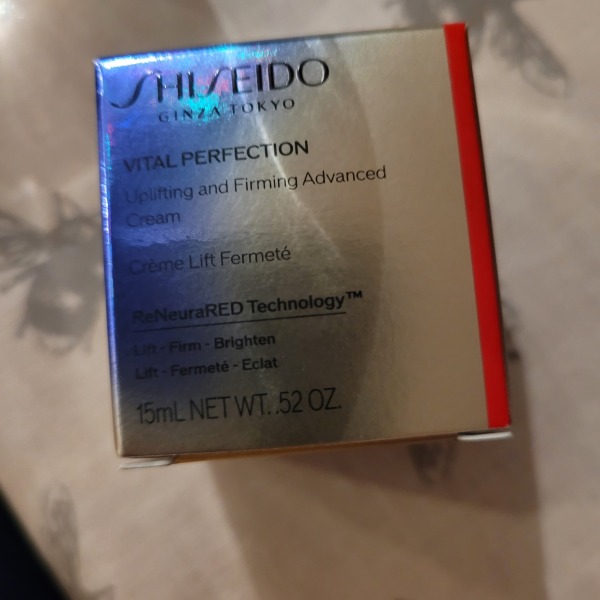 SHISEIDO
GINZA TOKYO
VITAL PERFECTION
Uplifting and Firming Advanced
Cream
Crème Lift Fermeté
ReNeuraRED Technology™
Lift - Firm - Brighten
Lift - Fermeté - Eclat
15mL NET WT. .52 OZ.